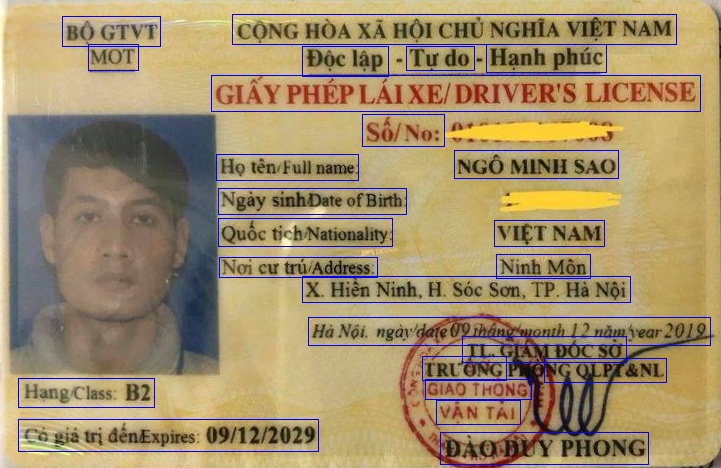 BỘ GTVT
MOT
CỘNG HÒA XÃ HỘI CHỦ NGHĨA VIỆT NAM
Độc lập - Tự do - Hạnh phúc
GIẤY PHÉP LÁI XE/ DRIVER'S LICENSE
Số/No:
Họ tên/Full name: NGÔ MINH SAO
Ngày sinh/Date of Birth:
Quốc tịch/Nationality: VIỆT NAM
Nơi cư trú/Address: Ninh Môn
X. Hiền Ninh, H. Sóc Sơn, TP. Hà Nội
Hà Nội, ngày/date 09 tháng/month 12 năm/year 2019
TL. GIÁM ĐỐC SỞ
TRƯỞNG PHÒNG QLPT&NL
GIAO THÔNG
VẬN TẢI
Hạng/Class: B2
Có giá trị đến/Expires: 09/12/2029
ĐÀO DUY PHONG